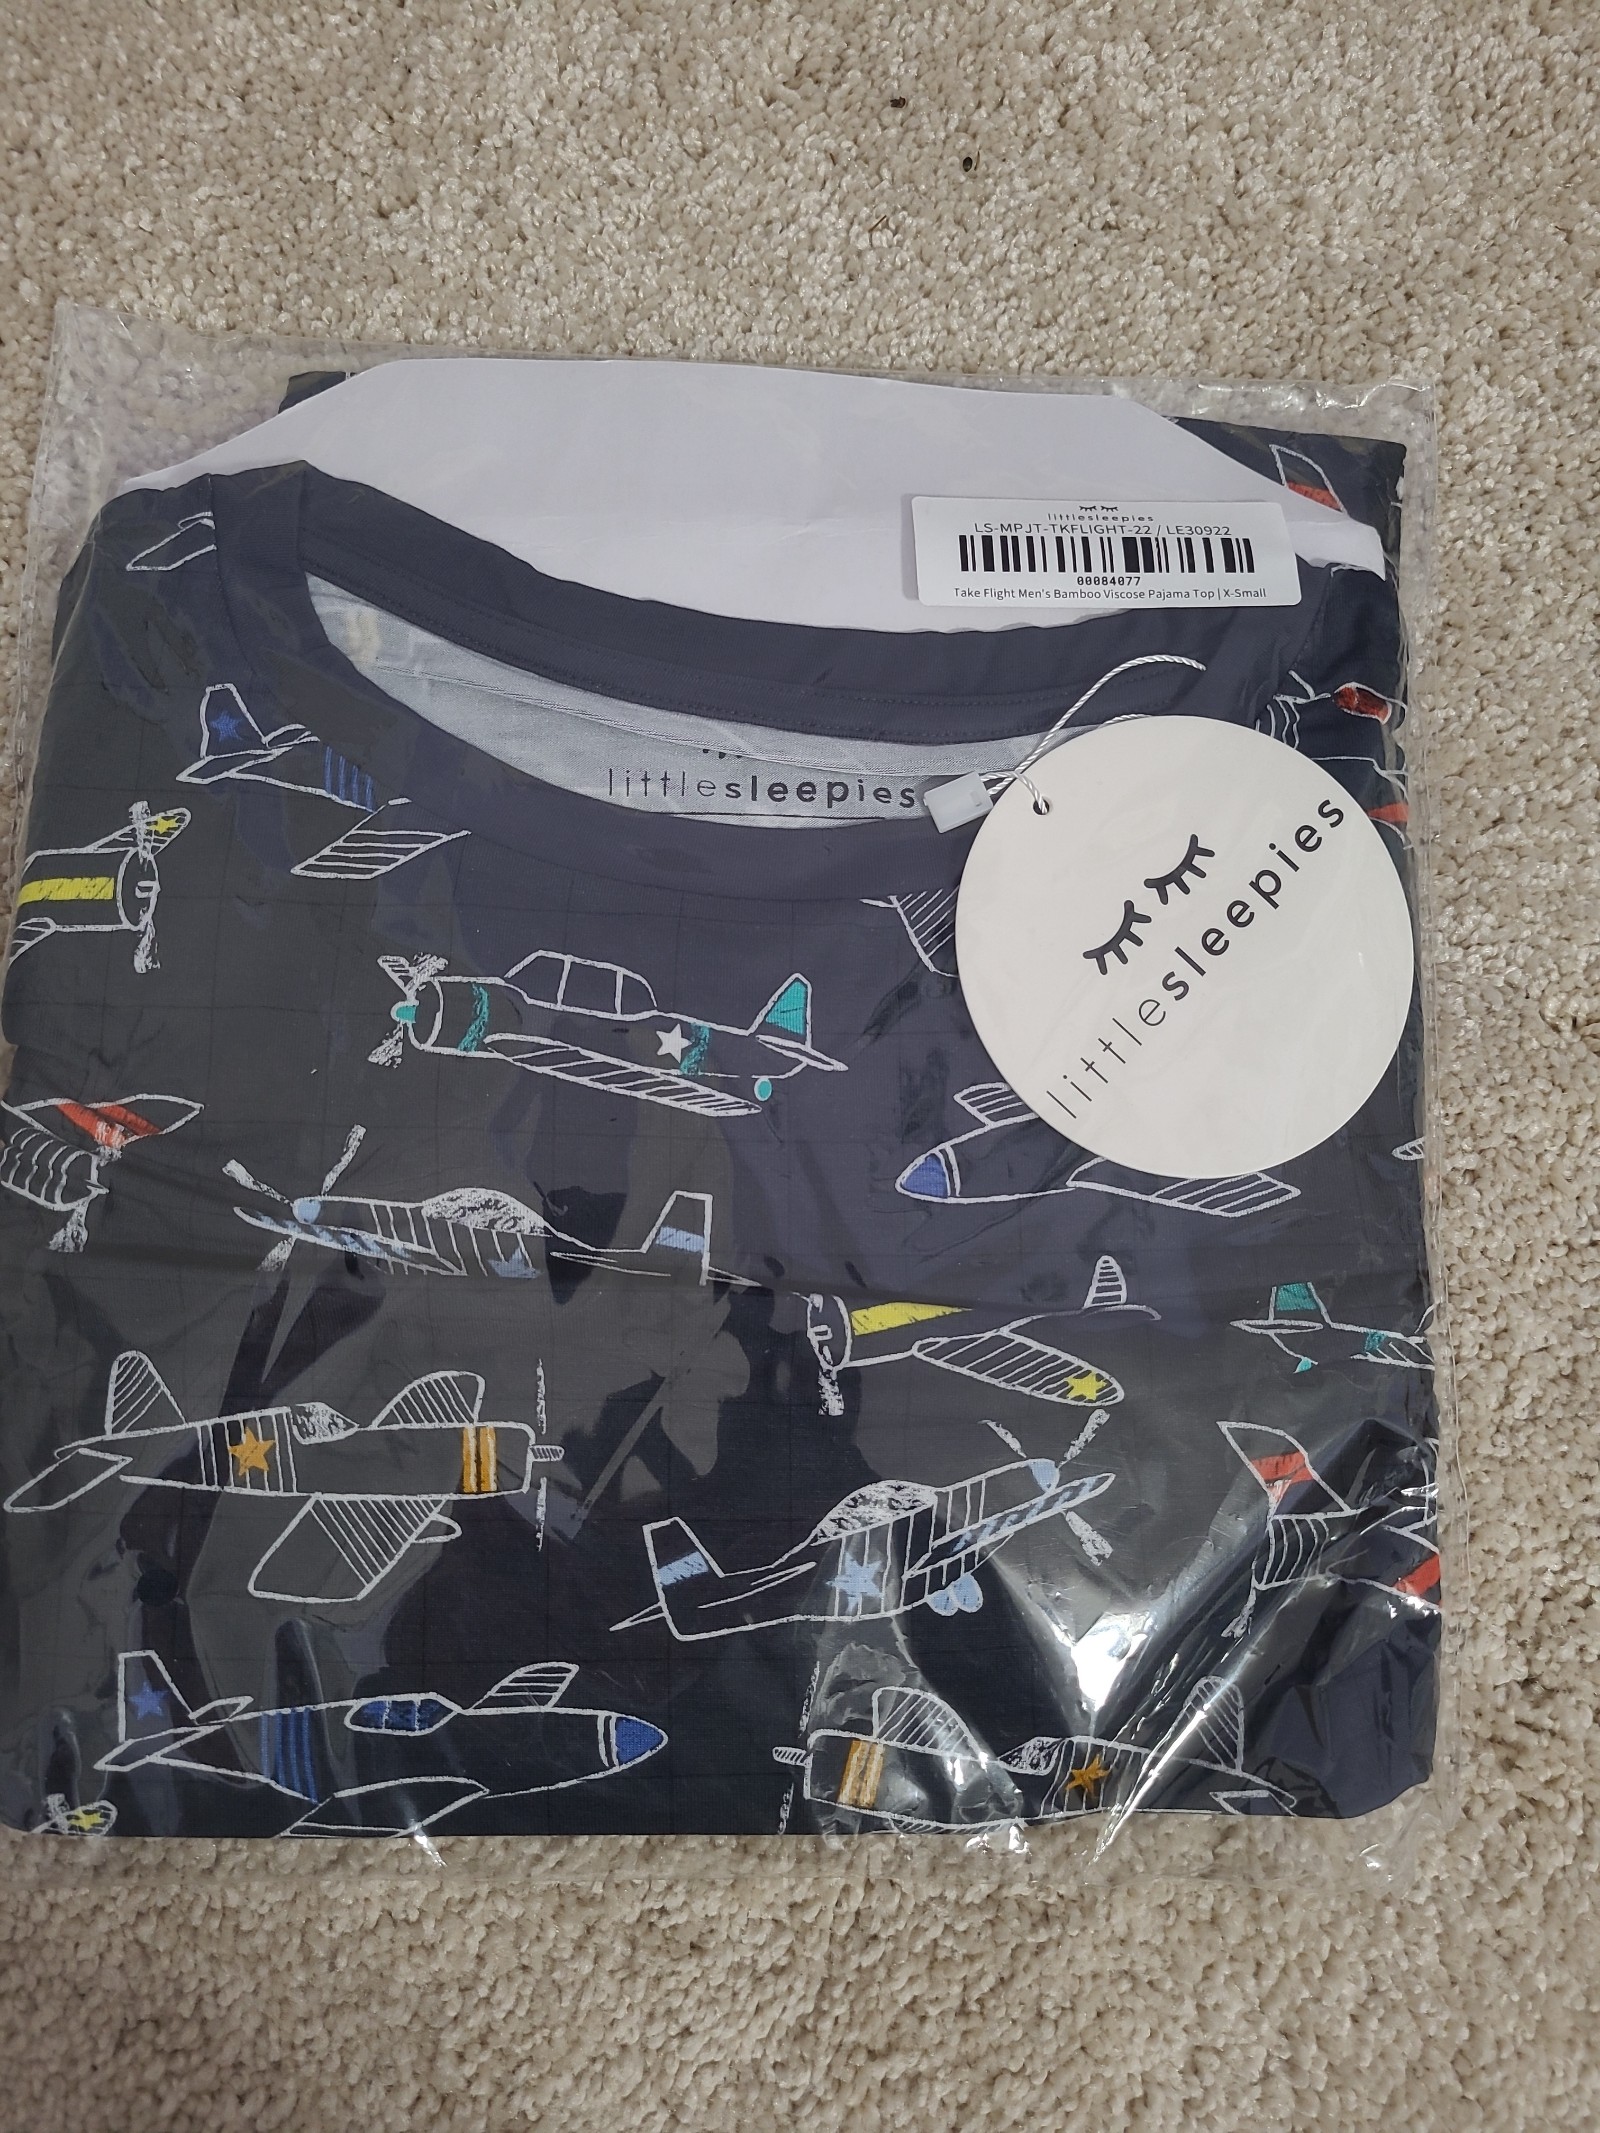 littlesleepies
LS-MPJT-TKFLIGHT-22 / LE30922
00084077
Take Flight Men's Bamboo Viscose Pajama Top | X-Small
littlesleepies
littlesleepies